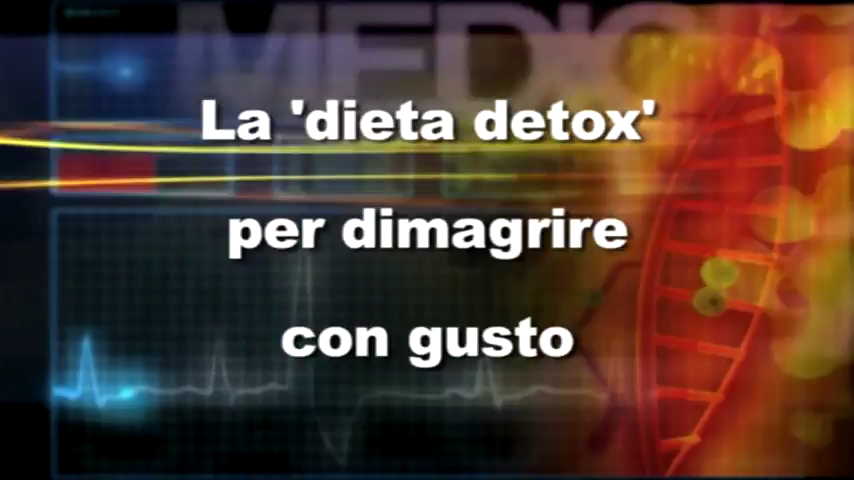 La 'dieta detox'
per dimagrire
con gusto